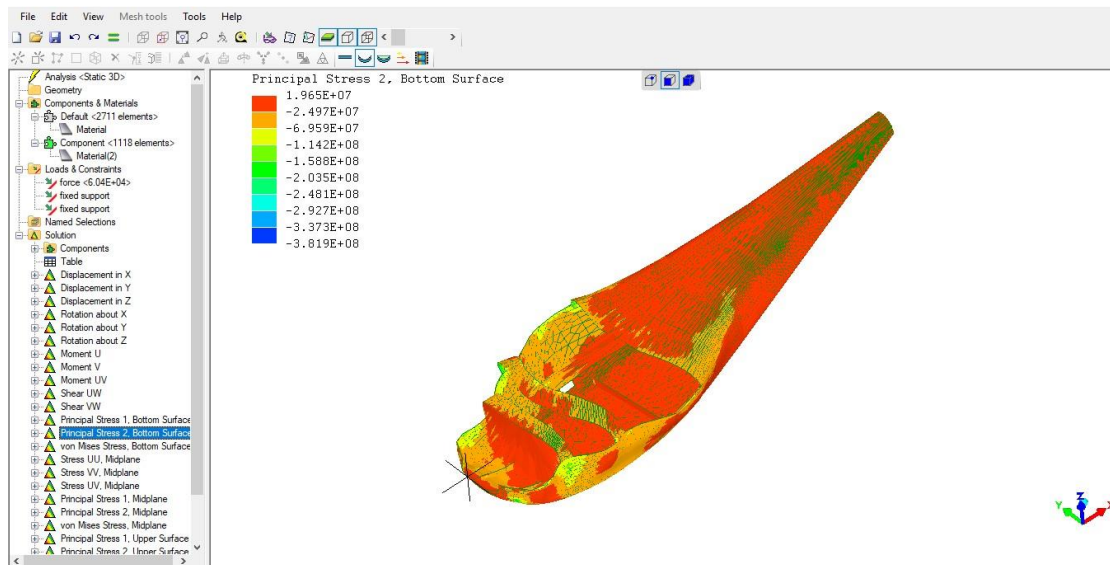 File Edit View Mesh tools Tools Help
Analysis <Static 3D>
Geometry
Components & Materials
Default <2711 elements>
Material
Component <1118 elements>
Material(2)
Loads & Constraints
force <6.04E+04>
fixed support
fixed support
Named Selections
Solution
Components
Table
Displacement in X
Displacement in Y
Displacement in Z
Rotation about X
Rotation about Y
Rotation about Z
Moment U
Moment V
Moment UV
Shear UW
Shear VW
Principal Stress 1, Bottom Surface
Principal Stress 2, Bottom Surface
von Mises Stress, Bottom Surface
Stress UU, Midplane
Stress VV, Midplane
Stress UV, Midplane
Principal Stress 1, Midplane
Principal Stress 2, Midplane
von Mises Stress, Midplane
Principal Stress 1, Upper Surface
Principal Stress 2, Upper Surface
Principal Stress 2, Bottom Surface
1.965E+07
-2.497E+07
-6.959E+07
-1.142E+08
-1.588E+08
-2.035E+08
-2.481E+08
-2.927E+08
-3.373E+08
-3.819E+08
Z
Y X